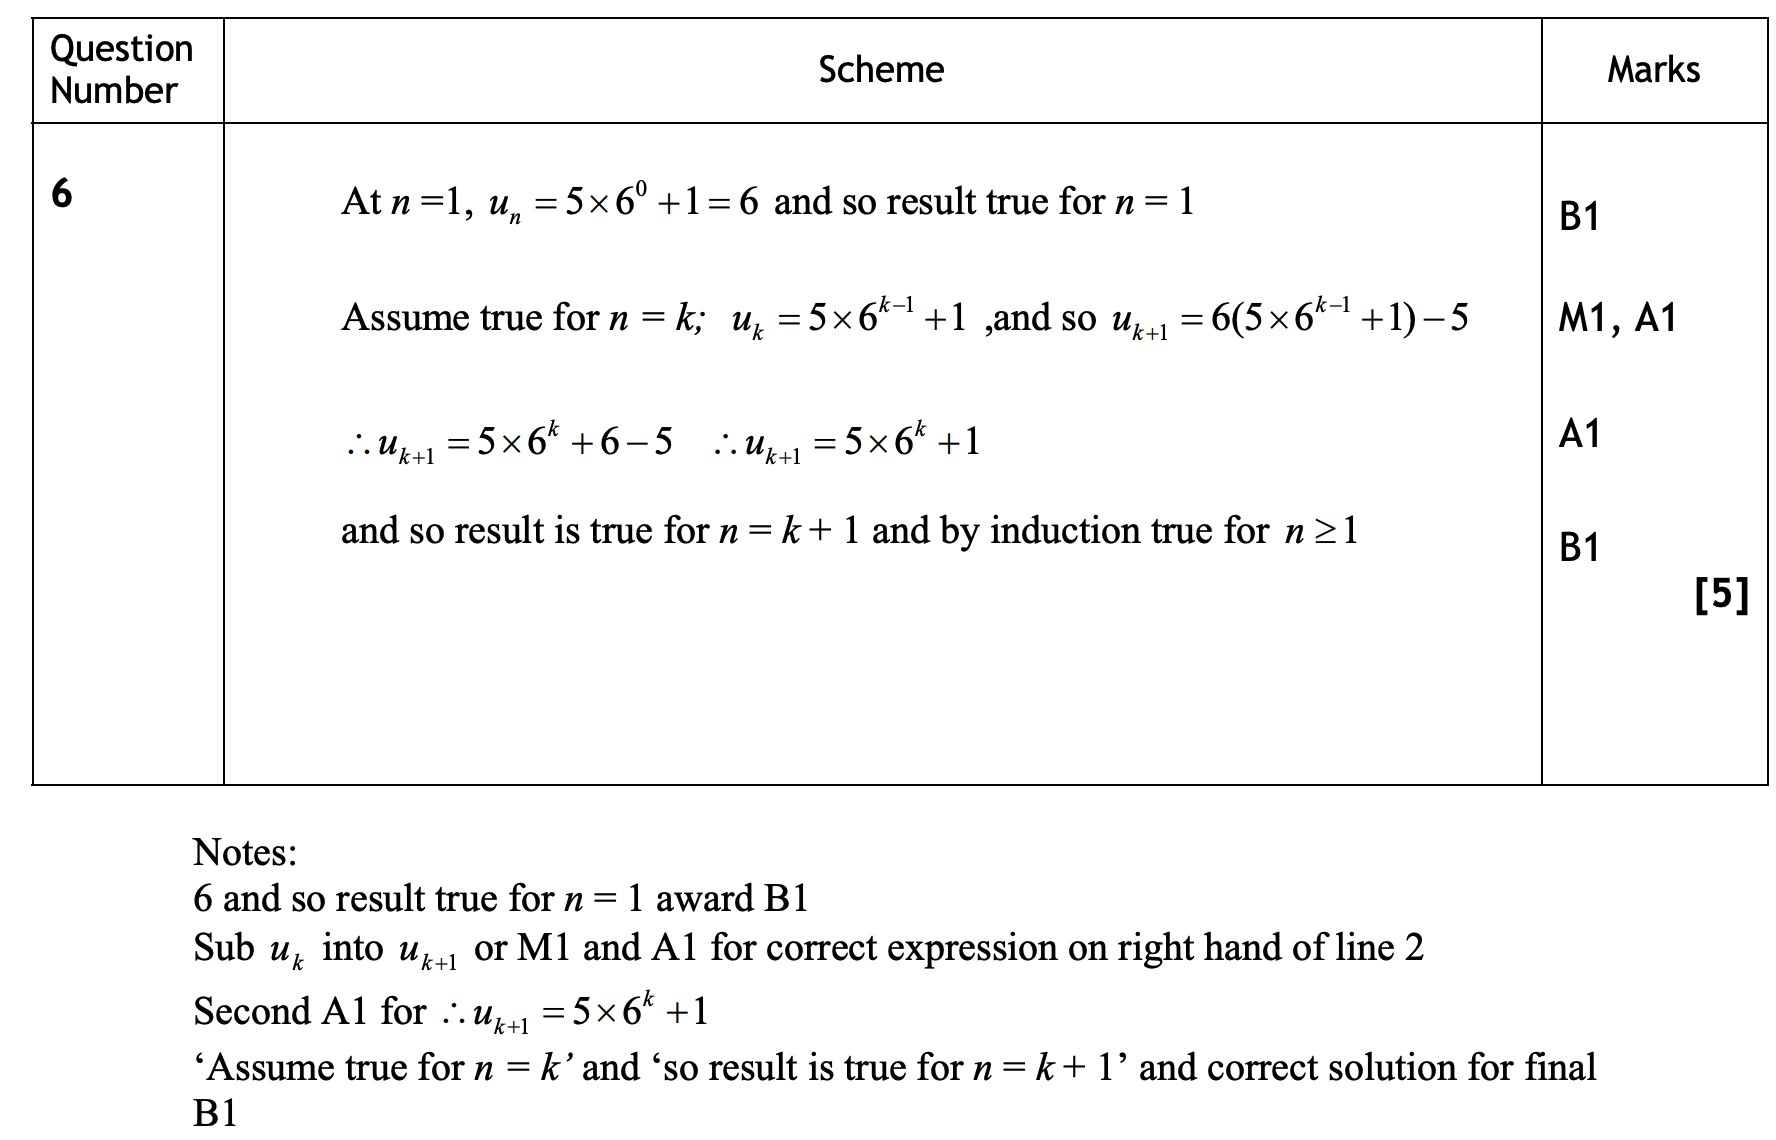 Question Number Scheme Marks
6 At n =1, uₙ = 5×6⁰ +1= 6 and so result true for n = 1 B1
Assume true for n = k; uₖ = 5×6ᵏ⁻¹ +1 ,and so uₖ₊₁ = 6(5×6ᵏ⁻¹ +1)−5 M1, A1
∴uₖ₊₁ = 5×6ᵏ +6−5 ∴uₖ₊₁ = 5×6ᵏ +1 A1
and so result is true for n = k + 1 and by induction true for n ≥1 B1
[5]
Notes:
6 and so result true for n = 1 award B1
Sub uₖ into uₖ₊₁ or M1 and A1 for correct expression on right hand of line 2
Second A1 for ∴uₖ₊₁ = 5×6ᵏ +1
‘Assume true for n = k’ and ‘so result is true for n = k + 1’ and correct solution for final
B1